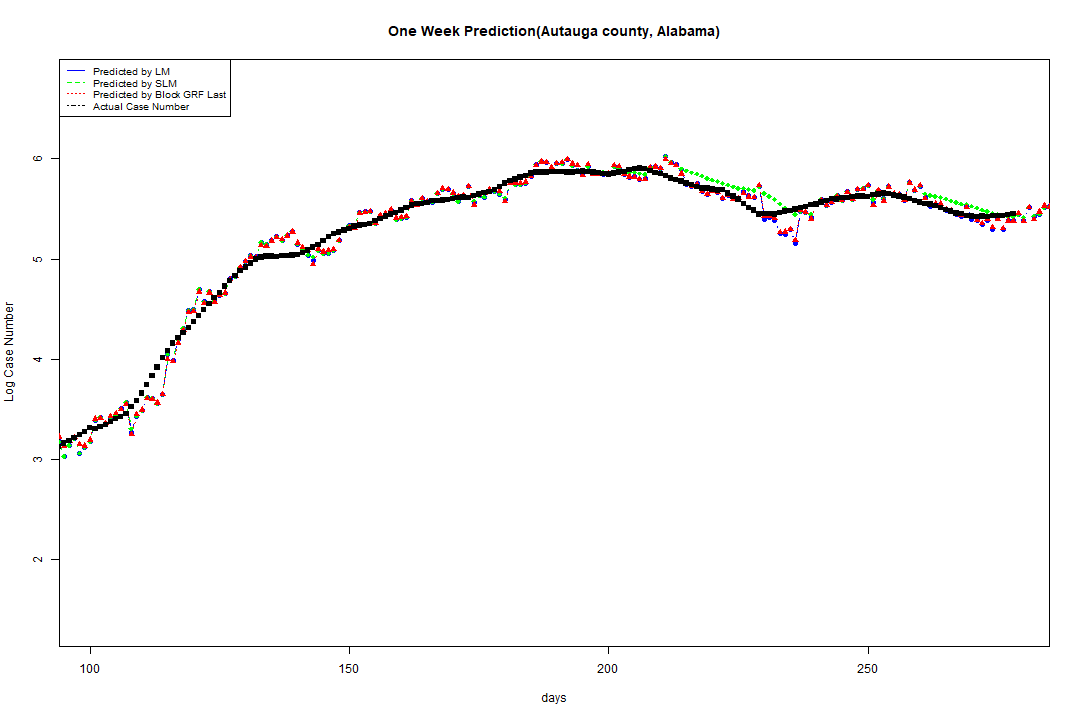 One Week Prediction(Autauga county, Alabama)
Predicted by LM
Predicted by SLM
Predicted by Block GRF Last
Actual Case Number
6
5
4
3
2
Log Case Number
100 150 200 250
days